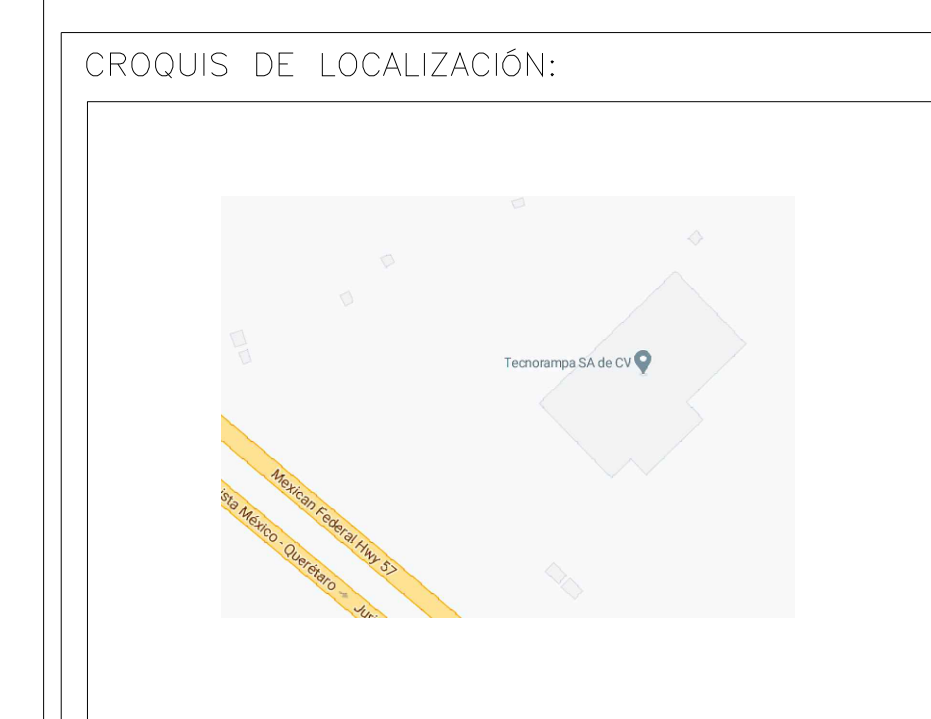 CROQUIS DE LOCALIZACIÓN:
Tecnorampa SA de CV
Mexican Federal Hwy 57
sta México - Querétaro